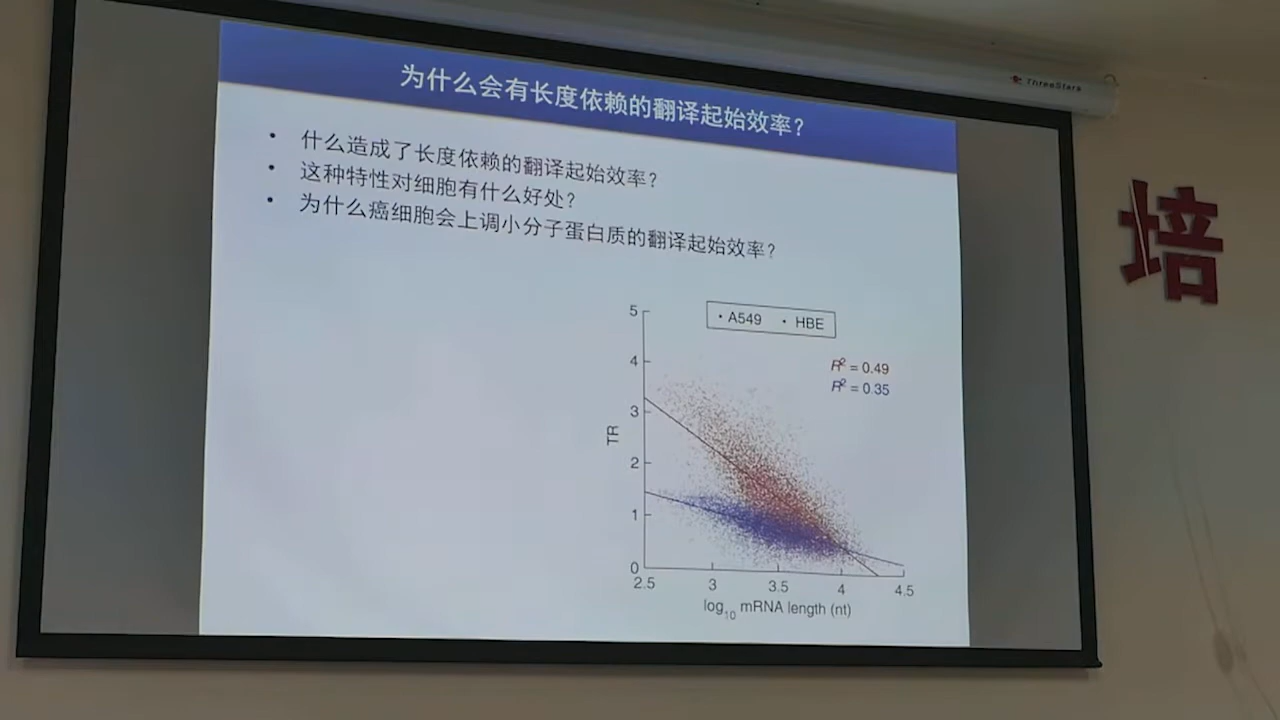 ThreeStars
为什么会有长度依赖的翻译起始效率?
• 什么造成了长度依赖的翻译起始效率?
• 这种特性对细胞有什么好处?
• 为什么癌细胞会上调小分子蛋白质的翻译起始效率?
培
• A549 • HBE
R² = 0.49
R² = 0.35
TR
5
4
3
2
1
0
2.5 3 3.5 4 4.5
log₁₀ mRNA length (nt)